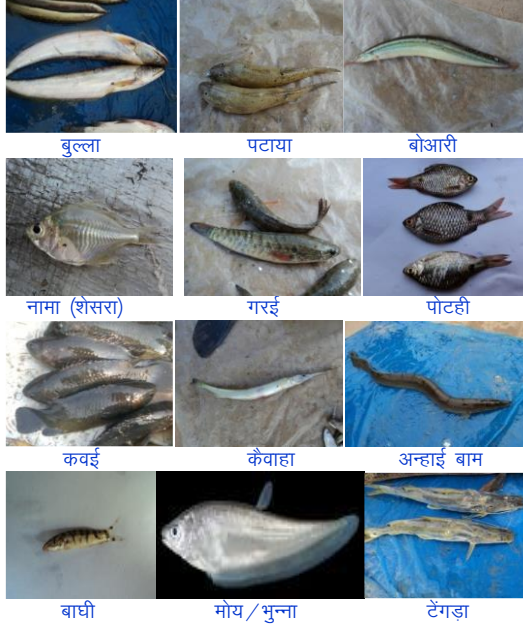 बुल्ला पटाया बोआरी
नामा (शेसरा) गरई पोटही
कवई कैवाहा अन्हाई बाम
बाघी मोय/भुन्ना टेंगड़ा